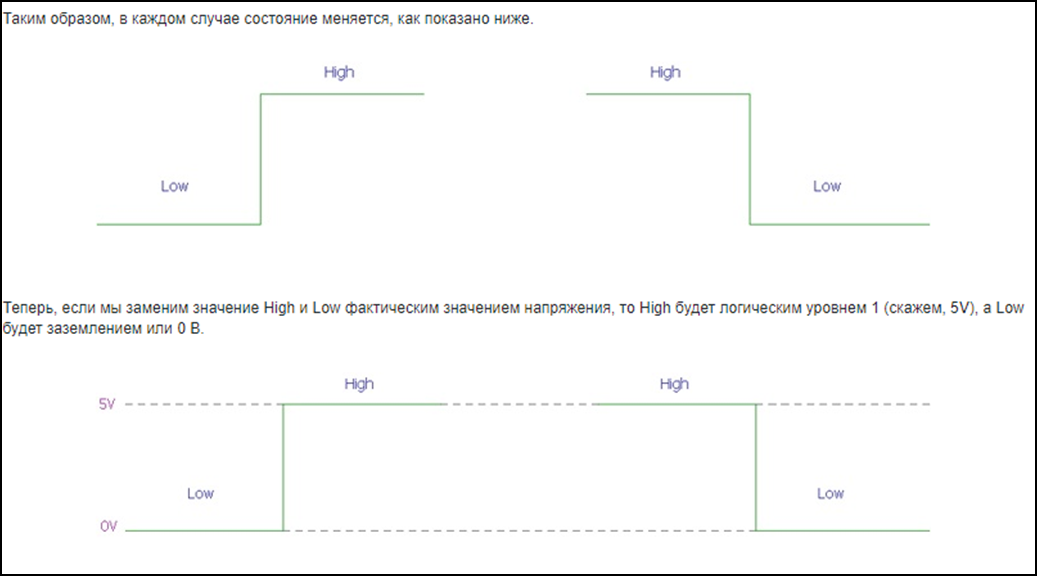 Таким образом, в каждом случае состояние меняется, как показано ниже.
High
High
Low
Low
Теперь, если мы заменим значение High и Low фактическим значением напряжения, то High будет логическим уровнем 1 (скажем, 5V), а Low
будет заземлением или 0 В.
High
High
5V
Low
Low
0V